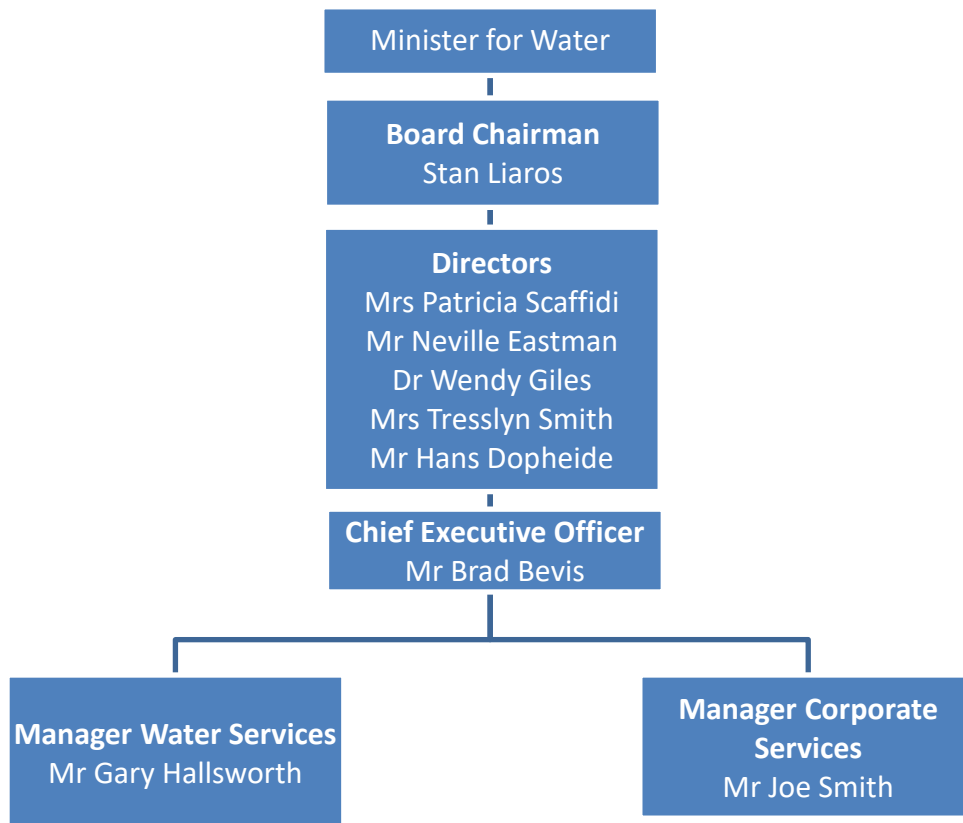 Minister for Water
Board Chairman
Stan Liaros
Directors
Mrs Patricia Scaffidi
Mr Neville Eastman
Dr Wendy Giles
Mrs Tresslyn Smith
Mr Hans Dopheide
Chief Executive Officer
Mr Brad Bevis
Manager Water Services
Mr Gary Hallsworth
Manager Corporate
Services
Mr Joe Smith